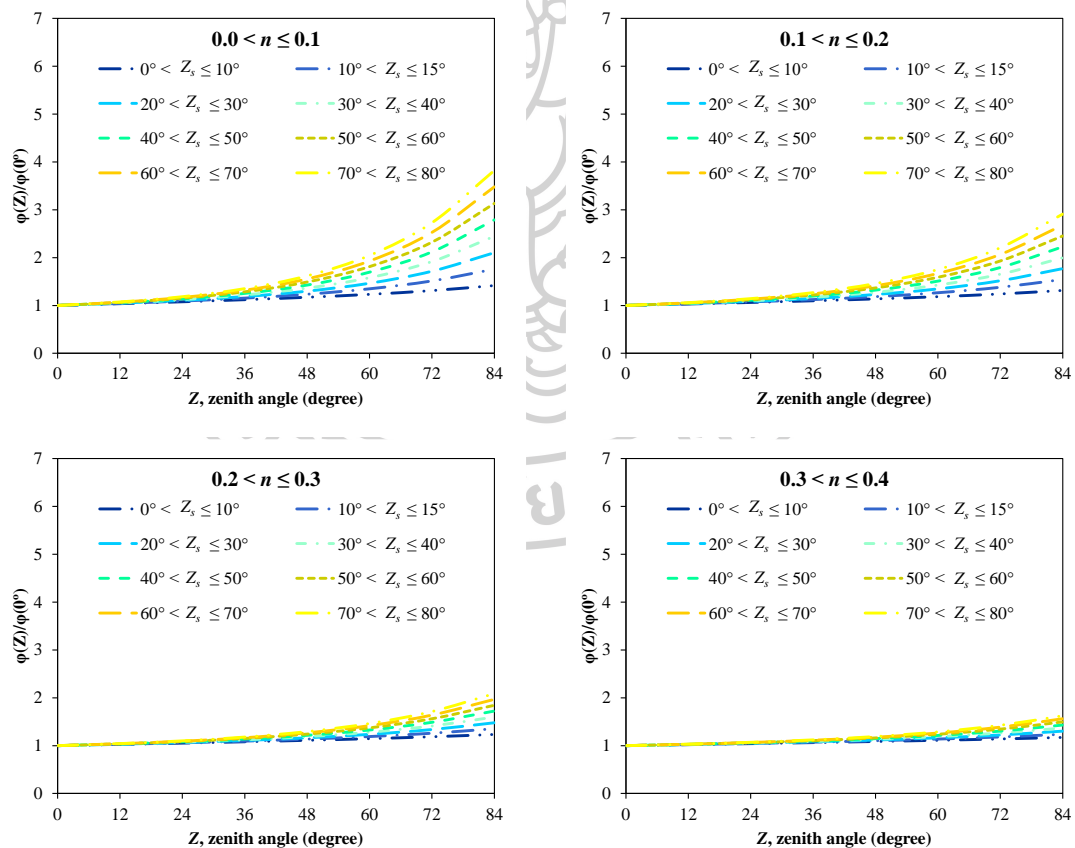 0.0 < n ≤ 0.1
0° < Zs ≤ 10° 10° < Zs ≤ 15°
20° < Zs ≤ 30° 30° < Zs ≤ 40°
40° < Zs ≤ 50° 50° < Zs ≤ 60°
60° < Zs ≤ 70° 70° < Zs ≤ 80°
φ(Z)/φ(0°)
7
6
5
4
3
2
1
0
0 12 24 36 48 60 72 84
Z, zenith angle (degree)
0.1 < n ≤ 0.2
0° < Zs ≤ 10° 10° < Zs ≤ 15°
20° < Zs ≤ 30° 30° < Zs ≤ 40°
40° < Zs ≤ 50° 50° < Zs ≤ 60°
60° < Zs ≤ 70° 70° < Zs ≤ 80°
φ(Z)/φ(0°)
7
6
5
4
3
2
1
0
0 12 24 36 48 60 72 84
Z, zenith angle (degree)
0.2 < n ≤ 0.3
0° < Zs ≤ 10° 10° < Zs ≤ 15°
20° < Zs ≤ 30° 30° < Zs ≤ 40°
40° < Zs ≤ 50° 50° < Zs ≤ 60°
60° < Zs ≤ 70° 70° < Zs ≤ 80°
φ(Z)/φ(0°)
7
6
5
4
3
2
1
0
0 12 24 36 48 60 72 84
Z, zenith angle (degree)
0.3 < n ≤ 0.4
0° < Zs ≤ 10° 10° < Zs ≤ 15°
20° < Zs ≤ 30° 30° < Zs ≤ 40°
40° < Zs ≤ 50° 50° < Zs ≤ 60°
60° < Zs ≤ 70° 70° < Zs ≤ 80°
φ(Z)/φ(0°)
7
6
5
4
3
2
1
0
0 12 24 36 48 60 72 84
Z, zenith angle (degree)